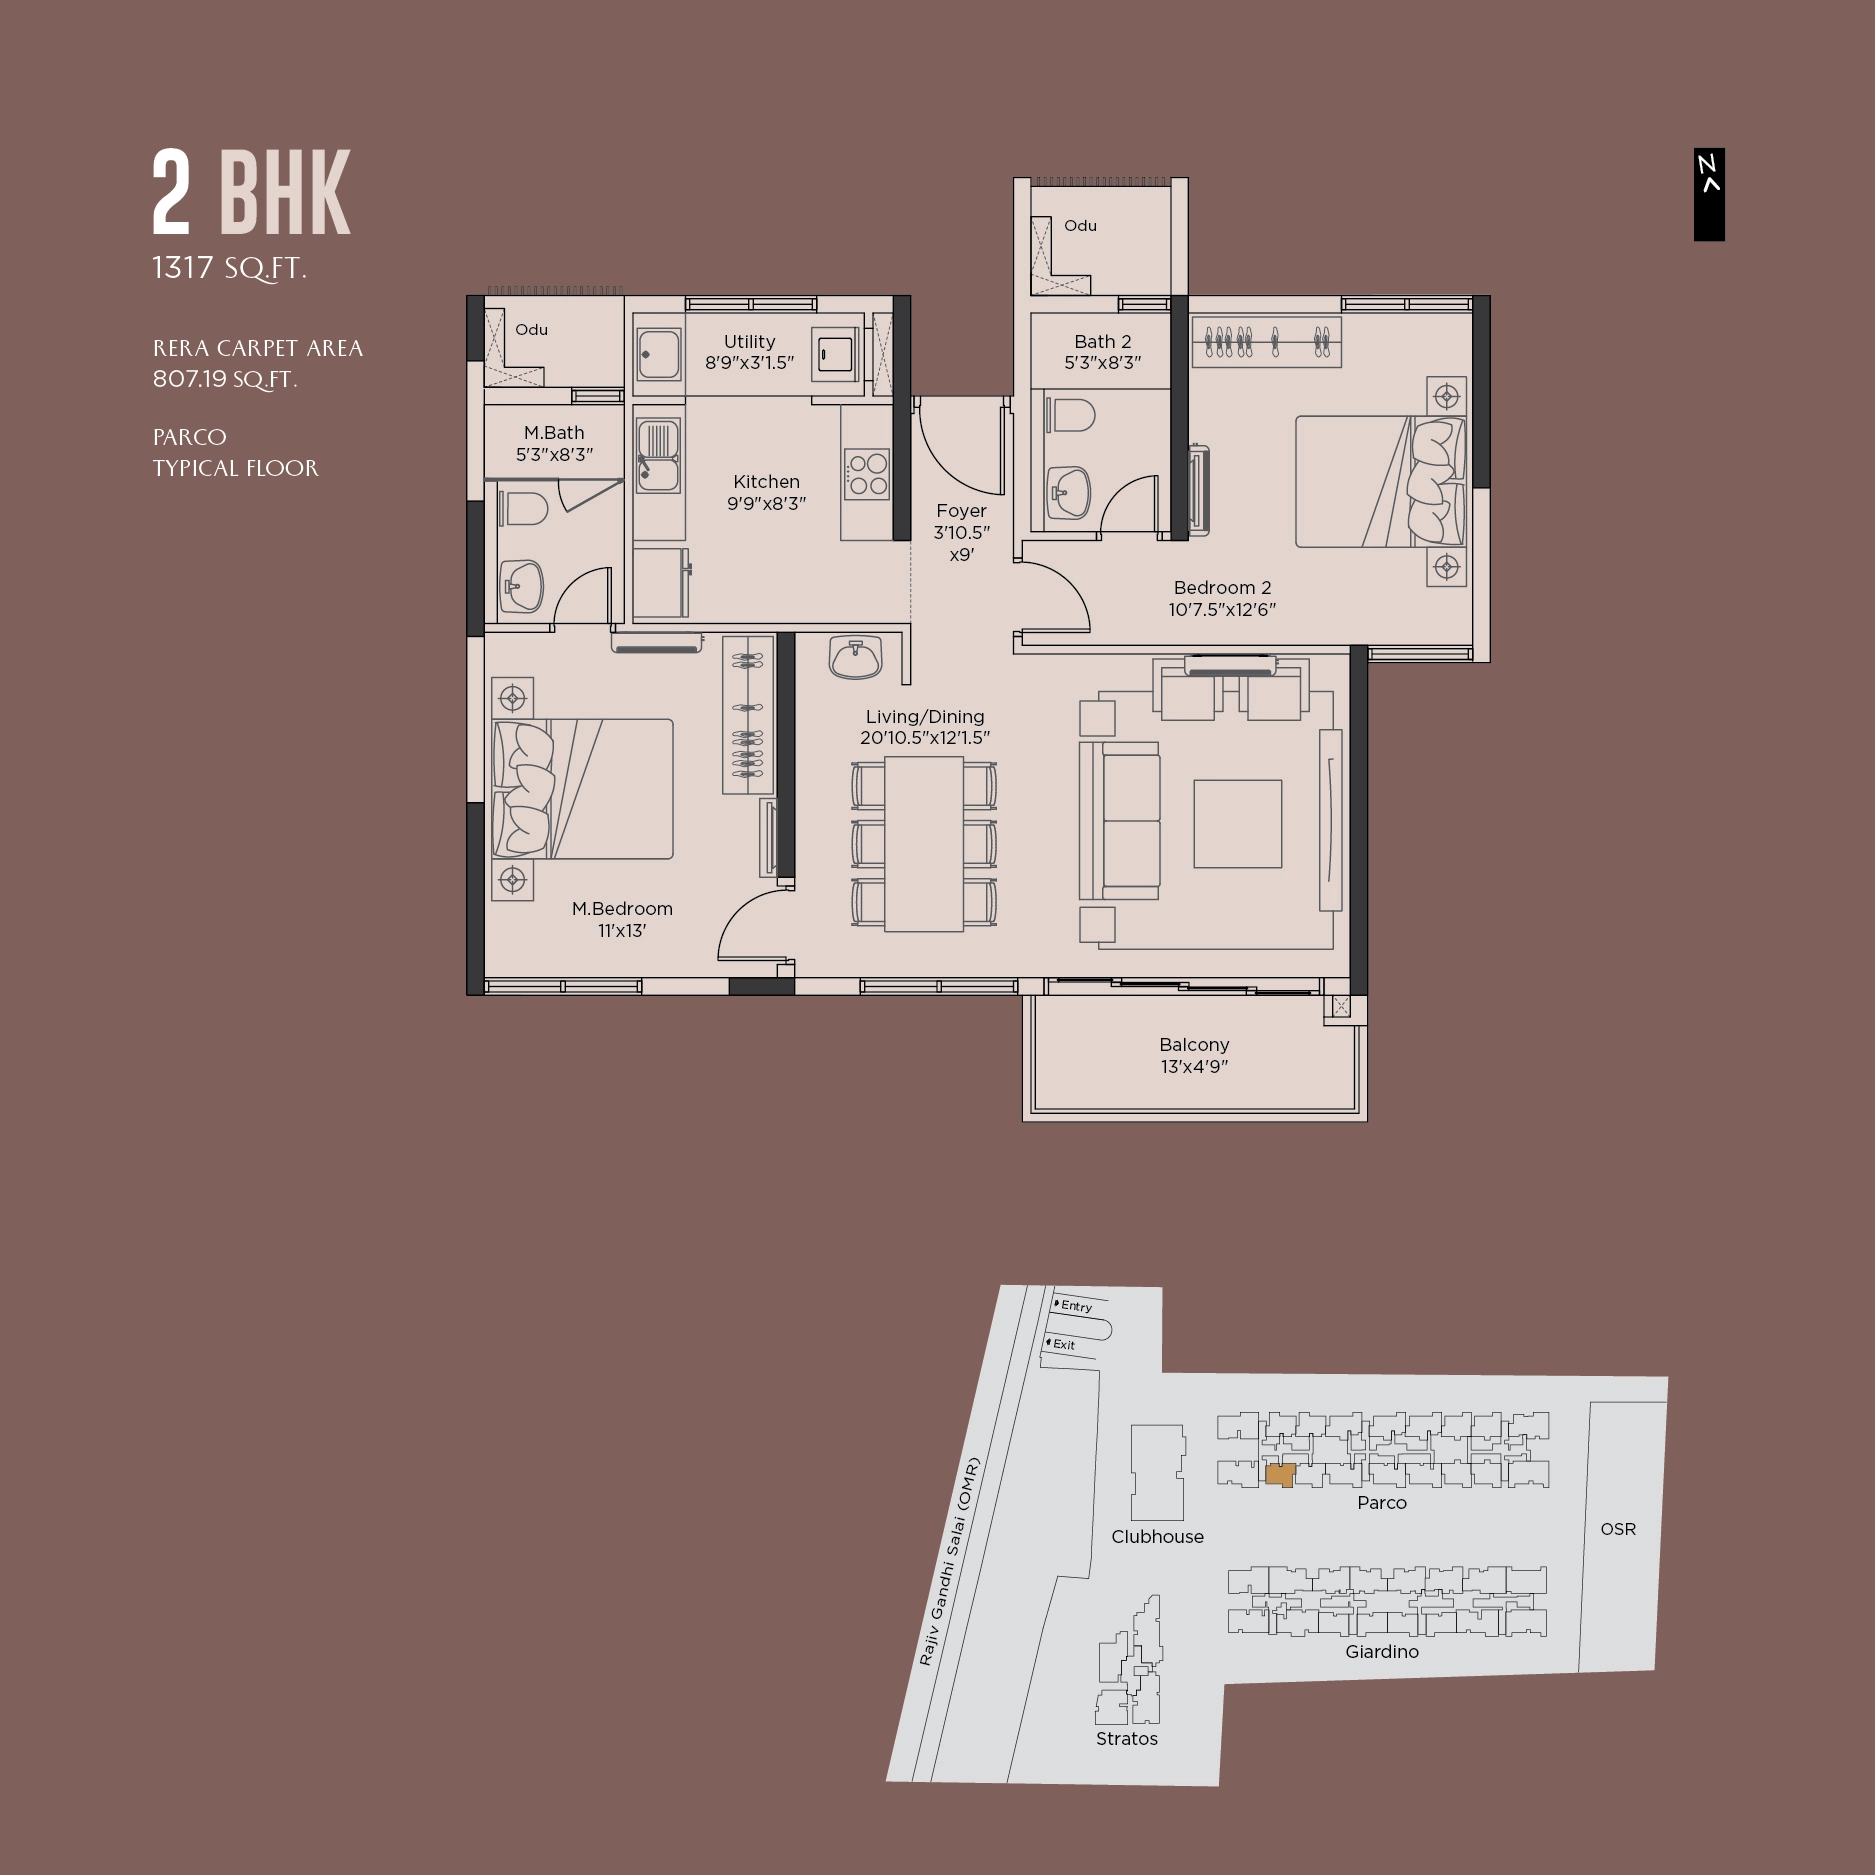 2 BHK
1317 SQ.FT.
RERA CARPET AREA
807.19 SQ.FT.
PARCO
TYPICAL FLOOR
N
Odu
Odu
Utility
8'9"x3'1.5"
Bath 2
5'3"x8'3"
M.Bath
5'3"x8'3"
Kitchen
9'9"x8'3"
Foyer
3'10.5"
x9'
Bedroom 2
10'7.5"x12'6"
Living/Dining
20'10.5"x12'1.5"
M.Bedroom
11'x13'
Balcony
13'x4'9"
Entry
Exit
Rajiv Gandhi Salai (OMR)
Parco
OSR
Clubhouse
Giardino
Stratos